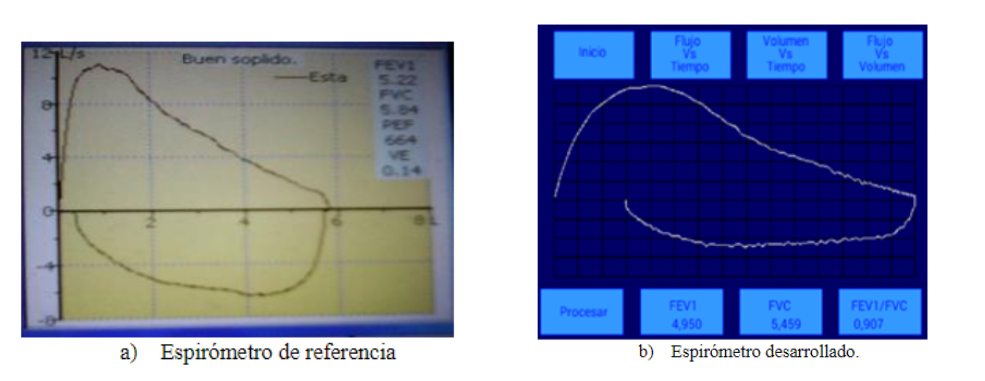 12 L/s
Buen soplido.
Esta
FEV1
5.22
FVC
5.84
PEF
664
VE
0.14
8
4
0
2
4
6
8 L
-4
-8
a) Espirómetro de referencia
Inicio
Flujo
Vs
Tiempo
Volumen
Vs
Tiempo
Flujo
Vs
Volumen
Procesar
FEV1
4,950
FVC
5,459
FEV1/FVC
0,907
b) Espirómetro desarrollado.